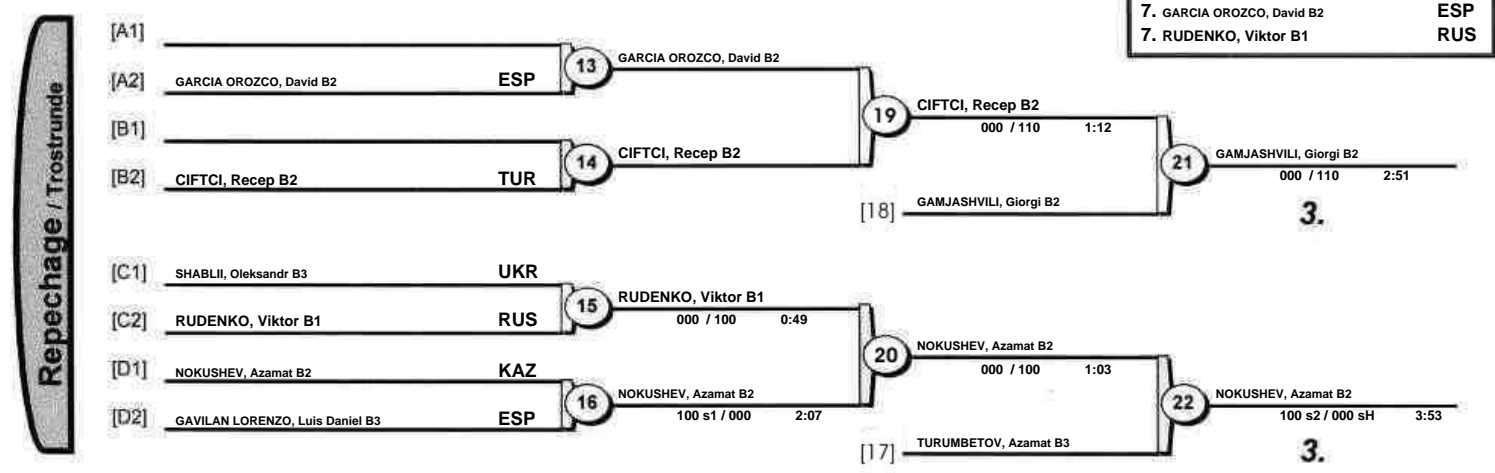 7. GARCIA OROZCO, David B2 ESP
7. RUDENKO, Viktor B1 RUS
Repechage / Trostrunde
[A1]
[A2] GARCIA OROZCO, David B2 ESP
13
GARCIA OROZCO, David B2
[B1]
[B2] CIFTCI, Recep B2 TUR
14
CIFTCI, Recep B2
19
CIFTCI, Recep B2
000 / 110 1:12
[18] GAMJASHVILI, Giorgi B2
21
GAMJASHVILI, Giorgi B2
000 / 110 2:51
3.
[C1] SHABLII, Oleksandr B3 UKR
[C2] RUDENKO, Viktor B1 RUS
15
RUDENKO, Viktor B1
000 / 100 0:49
[D1] NOKUSHEV, Azamat B2 KAZ
[D2] GAVILAN LORENZO, Luis Daniel B3 ESP
16
NOKUSHEV, Azamat B2
100 s1 / 000 2:07
20
NOKUSHEV, Azamat B2
000 / 100 1:03
[17] TURUMBETOV, Azamat B3
22
NOKUSHEV, Azamat B2
100 s2 / 000 sH 3:53
3.